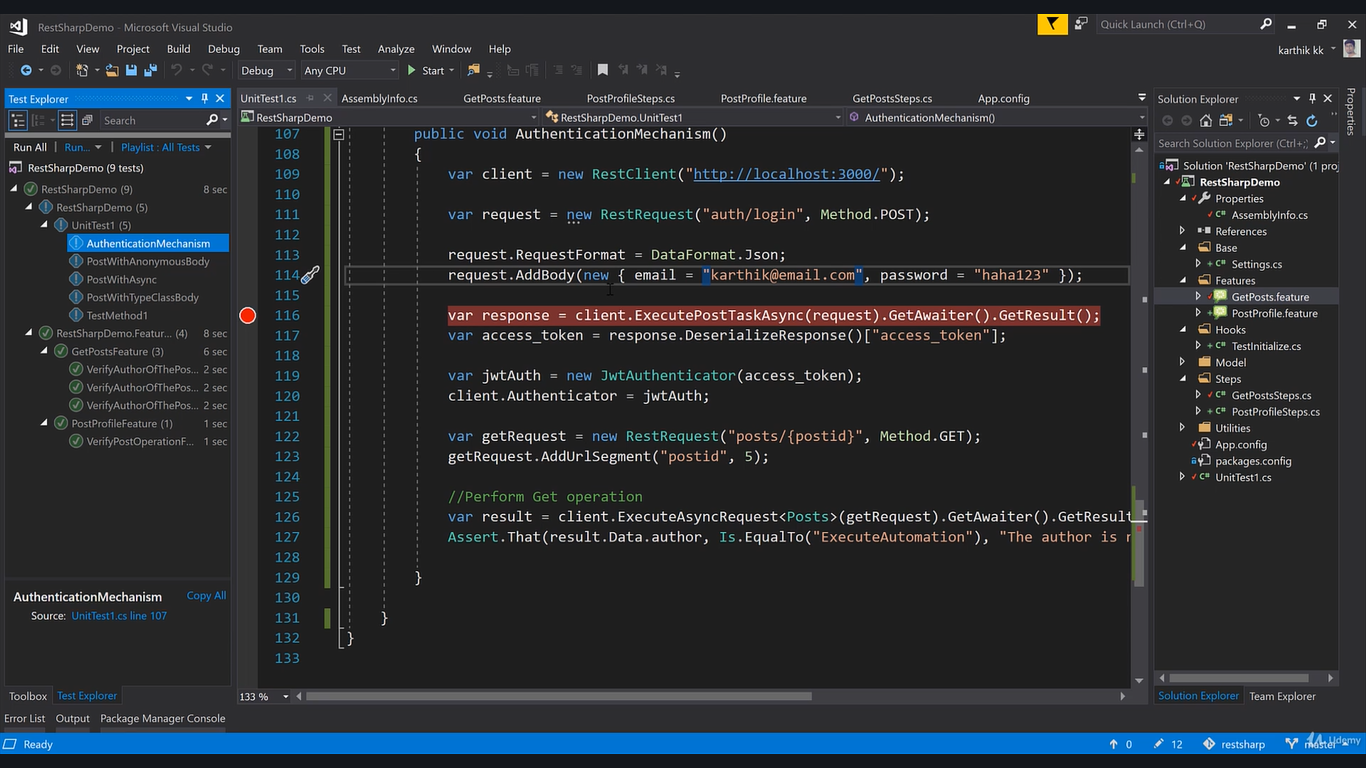 RestSharpDemo - Microsoft Visual Studio
Quick Launch (Ctrl+Q)
File Edit View Project Build Debug Team Tools Test Analyze Window Help
karthik kk
Debug Any CPU Start
Test Explorer
Search
Run All Run... Playlist : All Tests
RestSharpDemo (9 tests)
RestSharpDemo (9) 8 sec
RestSharpDemo (5)
UnitTest1 (5)
AuthenticationMechanism
PostWithAnonymousBody
PostWithAsync
PostWithTypeClassBody
TestMethod1
RestSharpDemo.Featur... (4) 8 sec
GetPostsFeature (3) 6 sec
VerifyAuthorOfThePos... 2 sec
VerifyAuthorOfThePos... 2 sec
VerifyAuthorOfThePos... 2 sec
PostProfileFeature (1) 1 sec
VerifyPostOperationF... 1 sec
AuthenticationMechanism Copy All
Source: UnitTest1.cs line 107
Toolbox Test Explorer
UnitTest1.cs AssemblyInfo.cs GetPosts.feature PostProfileSteps.cs PostProfile.feature GetPostsSteps.cs App.config
RestSharpDemo RestSharpDemo.UnitTest1 AuthenticationMechanism()
107 public void AuthenticationMechanism()
108 {
109 var client = new RestClient("http://localhost:3000/");
110
111 var request = new RestRequest("auth/login", Method.POST);
112
113 request.RequestFormat = DataFormat.Json;
114 request.AddBody(new { email = "karthik@email.com", password = "haha123" });
115
116 var response = client.ExecutePostTaskAsync(request).GetAwaiter().GetResult();
117 var access_token = response.DeserializeResponse()["access_token"];
118
119 var jwtAuth = new JwtAuthenticator(access_token);
120 client.Authenticator = jwtAuth;
121
122 var getRequest = new RestRequest("posts/{postid}", Method.GET);
123 getRequest.AddUrlSegment("postid", 5);
124
125 //Perform Get operation
126 var result = client.ExecuteAsyncRequest<Posts>(getRequest).GetAwaiter().GetResult
127 Assert.That(result.Data.author, Is.EqualTo("ExecuteAutomation"), "The author is
128
129 }
130
131 }
132 }
133
133 %
Solution Explorer
Search Solution Explorer (Ctrl+;)
Solution 'RestSharpDemo' (1 proj
RestSharpDemo
Properties
AssemblyInfo.cs
References
Base
Settings.cs
Features
GetPosts.feature
PostProfile.feature
Hooks
TestInitialize.cs
Model
Steps
GetPostsSteps.cs
PostProfileSteps.cs
Utilities
App.config
packages.config
UnitTest1.cs
Solution Explorer Team Explorer
Properties
Error List Output Package Manager Console
Ready
0 12 restsharp master
Udemy